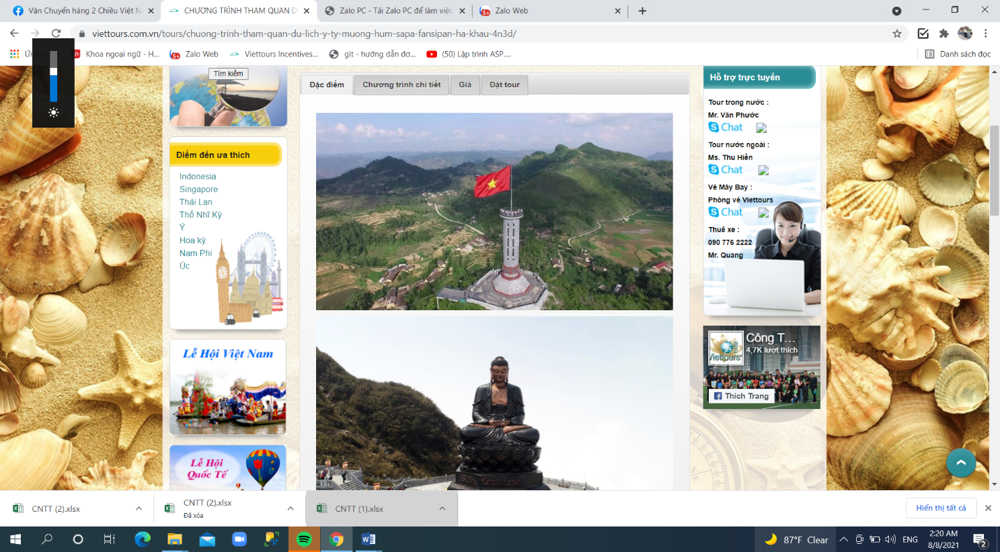 Vận Chuyển hàng 2 Chiều Việt N
CHƯƠNG TRÌNH THAM QUAN D
Zalo PC - Tải Zalo PC để làm việc
5+
Zalo Web
viettours.com.vn/tours/chuong-trinh-tham-quan-du-lich-y-ty-muong-hum-sapa-fansipan-ha-khau-4n3d/
Khoa ngoại ngữ - H...
5+
Zalo Web
Viettours Incentives...
git - hướng dẫn đơ...
(50) Lập trình ASP....
Danh sách đọc
Tìm kiếm
Đặc điểm
Chương trình chi tiết
Giá
Đặt tour
Hỗ trợ trực tuyến
Tour trong nước :
Mr. Văn Phước
Chat
Tour nước ngoài :
Ms. Thu Hiền
Chat
Vé Máy Bay :
Phòng vé Viettours
Chat
Thuê xe :
090 776 2222
Mr. Quang
Điểm đến ưa thích
Indonesia
Singapore
Thái Lan
Thổ Nhĩ Kỳ
Ý
Hoa kỳ
Nam Phi
Úc
Lễ Hội Việt Nam
Lễ Hội
Quốc Tế
Công T...
4,7K lượt thích
Viettours
Thích Trang
CNTT (2).xlsx
CNTT (2).xlsx
Đã xóa
CNTT (1).xlsx
Hiển thị tất cả
87°F Clear
ENG
2:20 AM
8/8/2021
2